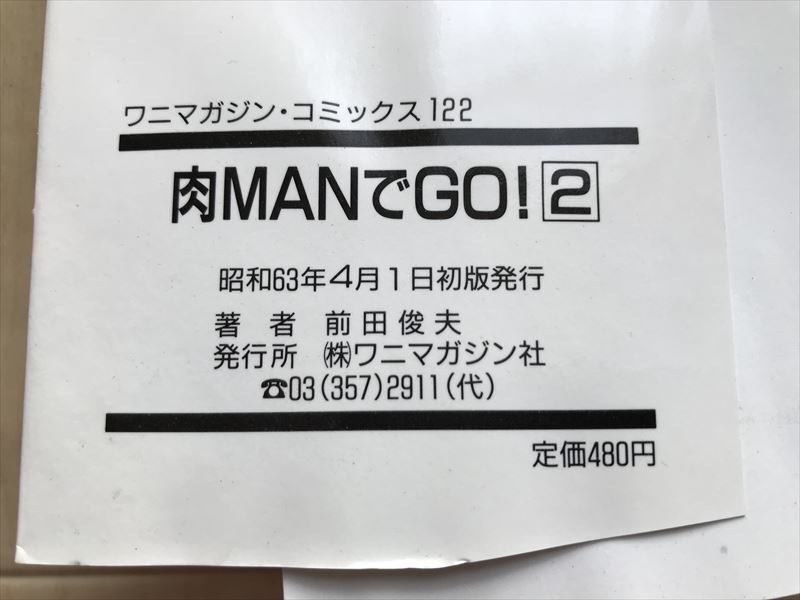 ワニマガジン・コミックス122
肉MANでGO!2
昭和63年4月1日初版発行
著 者 前田俊夫
発行所 ㈱ワニマガジン社
☎03(357)2911(代)
定価480円